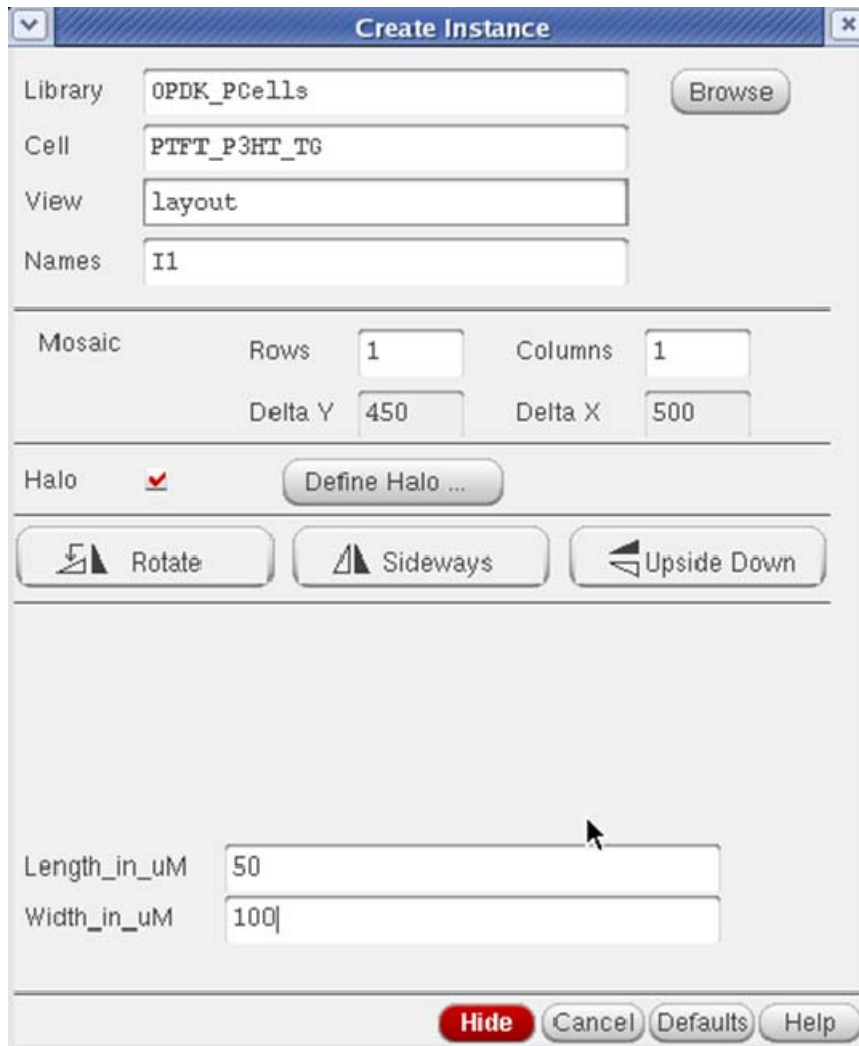 Create Instance
Library OPDK_PCells Browse
Cell PTFT_P3HT_TG
View layout
Names I1
Mosaic Rows 1 Columns 1
Delta Y 450 Delta X 500
Halo Define Halo ...
Rotate Sideways Upside Down
Length_in_uM 50
Width_in_uM 100
Hide Cancel Defaults Help